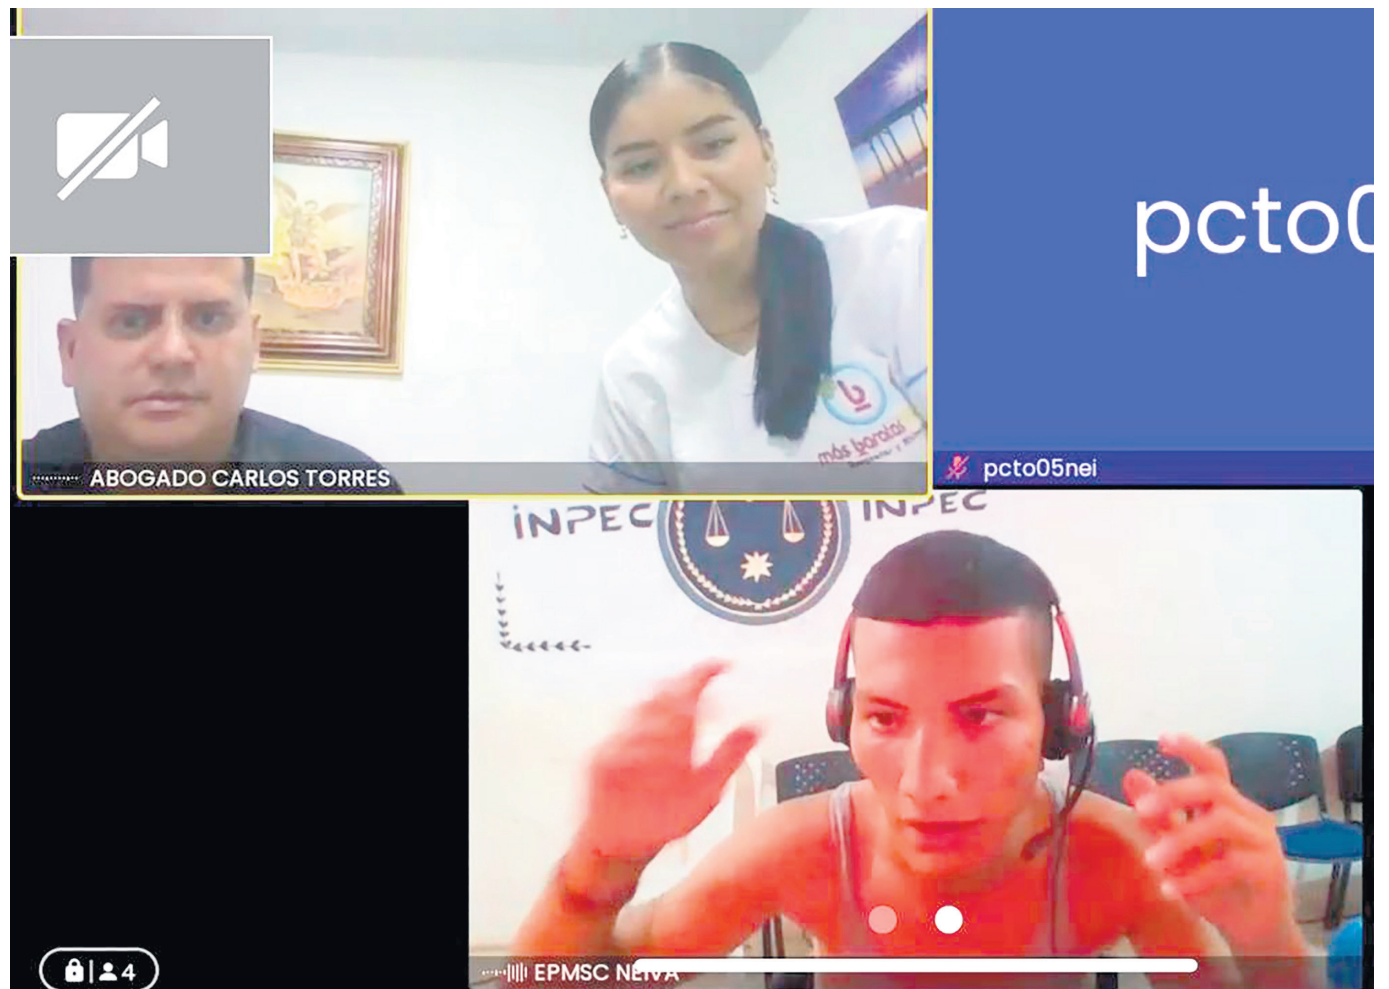 pcto0
más baratas
ABOGADO CARLOS TORRES
pcto05nei
INPEC
INPEC
4
EPMSC NEIVA